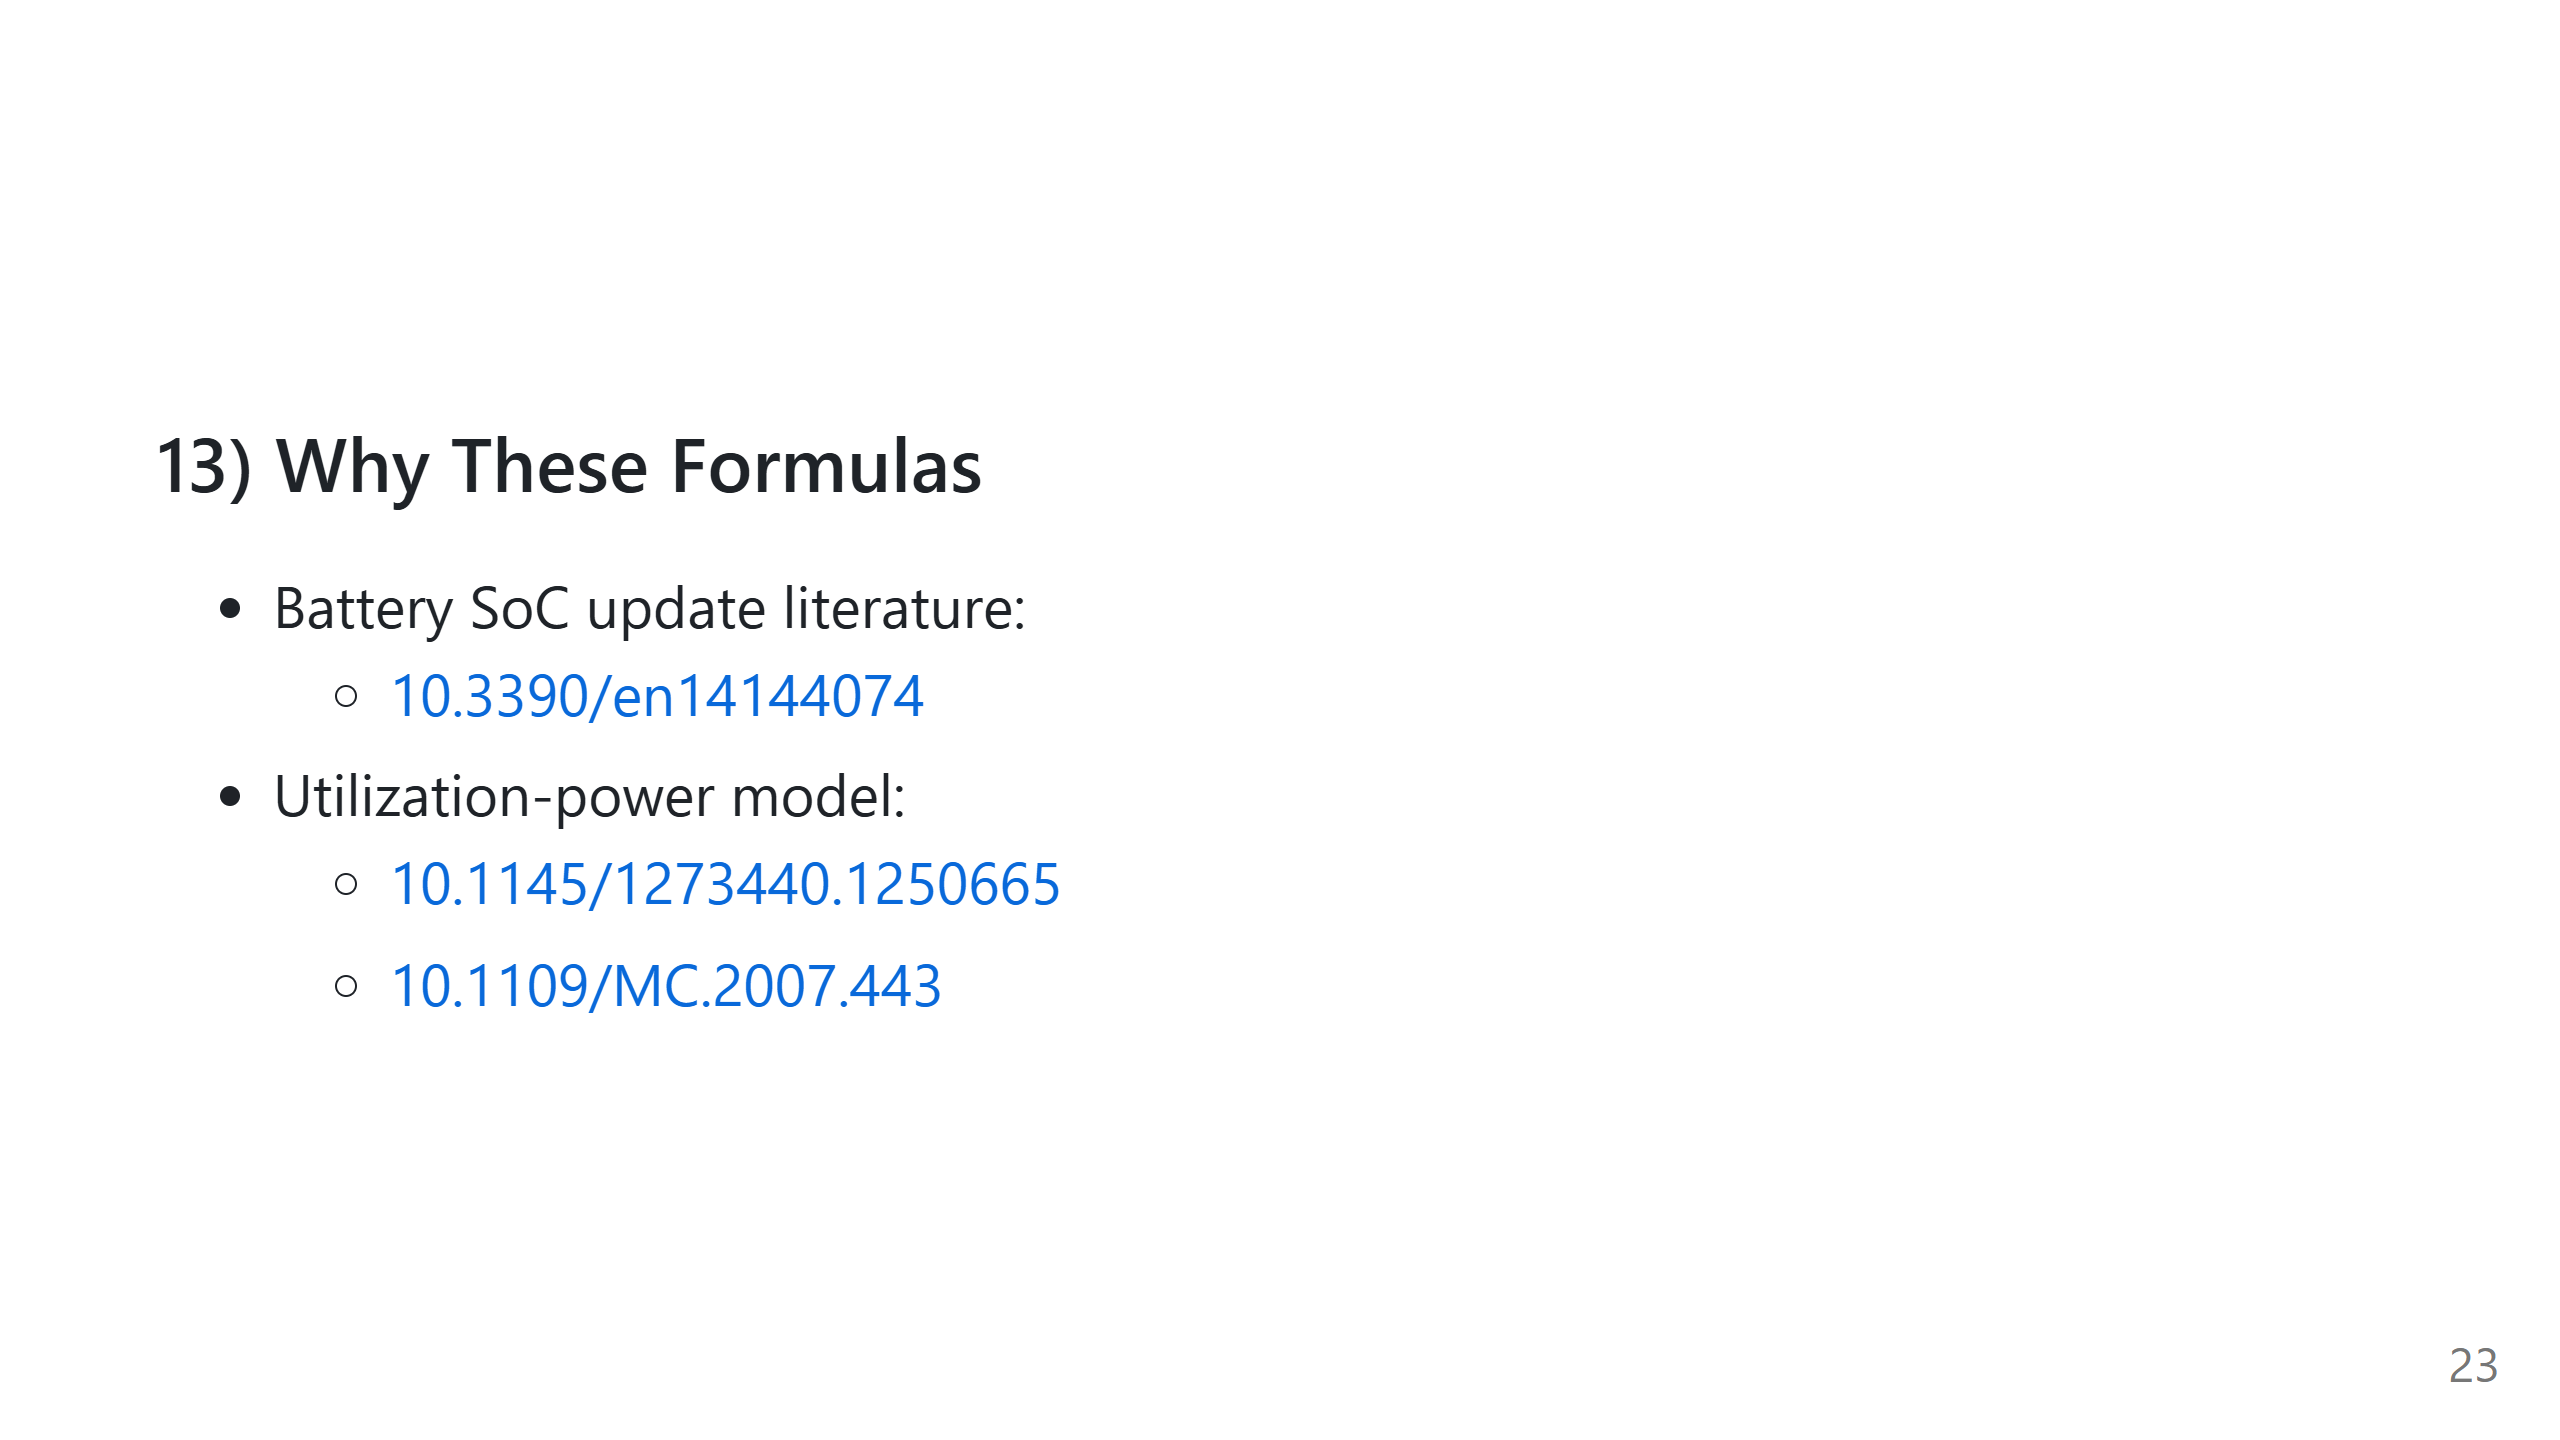 13) Why These Formulas
• Battery SoC update literature:
○ 10.3390/en14144074
• Utilization-power model:
○ 10.1145/1273440.1250665
○ 10.1109/MC.2007.443
23